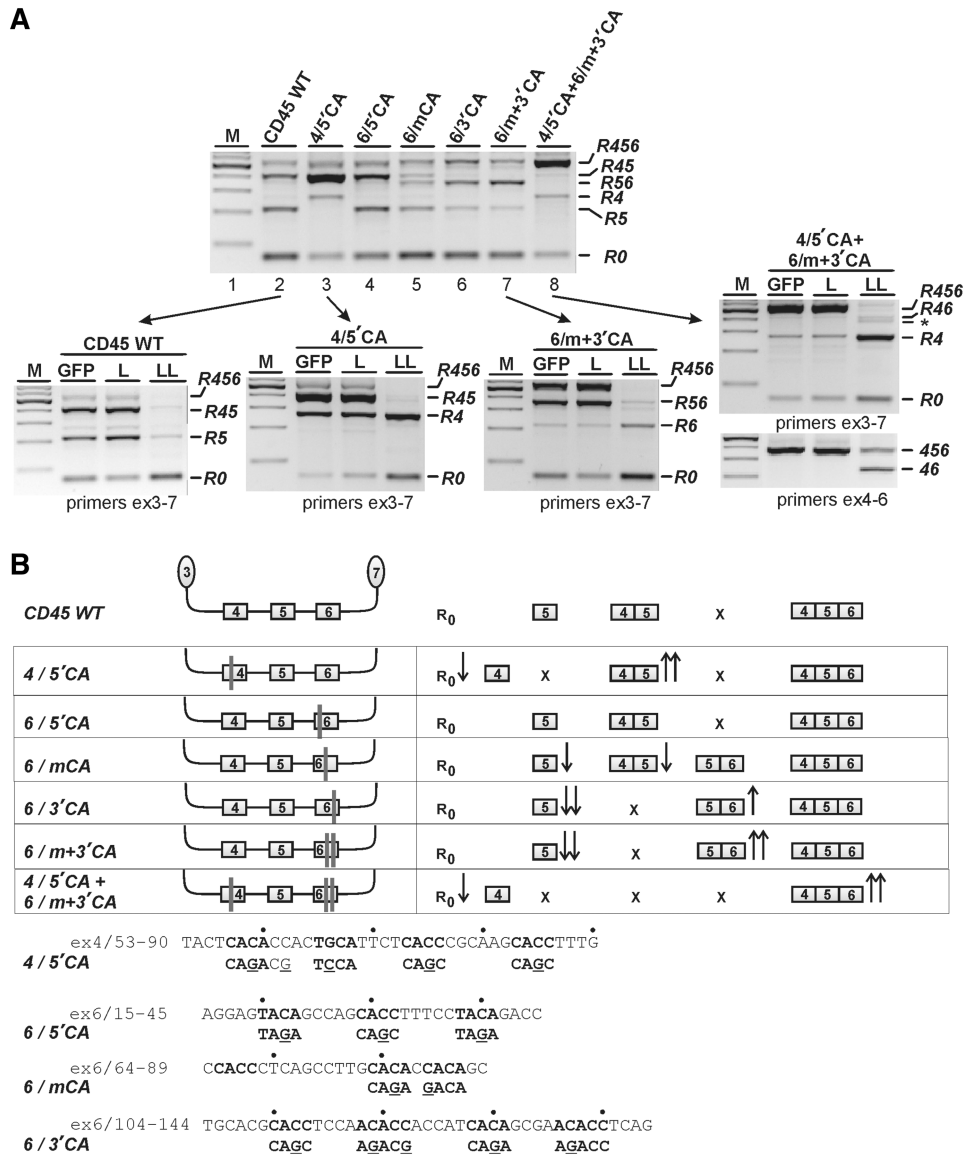 A
M
CD45 WT
4/5′CA
6/5′CA
6/mCA
6/3′CA
6/m+3′CA
4/5′CA+6/m+3′CA
R456
R45
R56
R4
R5
R0
1 2 3 4 5 6 7 8
CD45 WT
M GFP L LL
R456
R45
R5
R0
primers ex3-7
4/5′CA
M GFP L LL
R456
R45
R4
R0
primers ex3-7
6/m+3′CA
M GFP L LL
R456
R56
R6
R0
primers ex3-7
4/5′CA+
6/m+3′CA
M GFP L LL
R456
R46
*
R4
R0
primers ex3-7
456
46
primers ex4-6
B
3 7
CD45 WT 4 5 6 R0 5 4 5 x 4 5 6
4 / 5′CA 4 5 6 R0 4 x 4 5 x 4 5 6
6 / 5′CA 4 5 6 R0 5 4 5 x 4 5 6
6 / mCA 4 5 6 R0 5 4 5 5 6 4 5 6
6 / 3′CA 4 5 6 R0 5 x 5 6 4 5 6
6 / m+3′CA 4 5 6 R0 5 x 5 6 4 5 6
4 / 5′CA +
6 / m+3′CA 4 5 6 R0 4 x x x 4 5 6
ex4/53-90 TACTCACACCACTGCATTCTCACCCGCAAGCACCTTTG
4 / 5′CA CAGACG TCCA CAGC CAGC
ex6/15-45 AGGAGTACAGCCAGCACCTTTCCTACAGACC
6 / 5′CA TAGA CAGC TAGA
ex6/64-89 CCACCCTCAGCCTTGCACACCACAGC
6 / mCA CAGA GACA
ex6/104-144 TGCACGCACCTCCAACACCACCATCACAGCGAACACCTCAG
6 / 3′CA CAGC AGACG CAGA AGACC